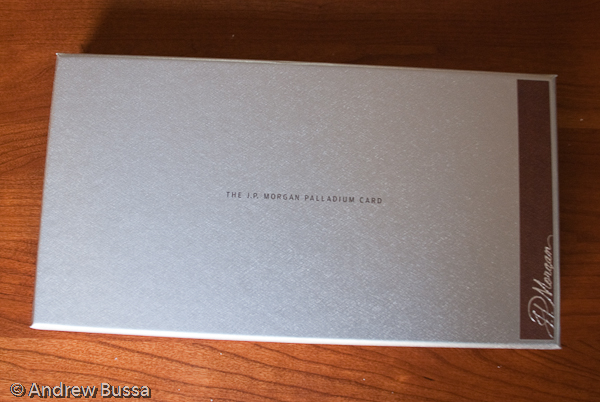 THE J.P. MORGAN PALLADIUM CARD
J.P. Morgan
© Andrew Bussa